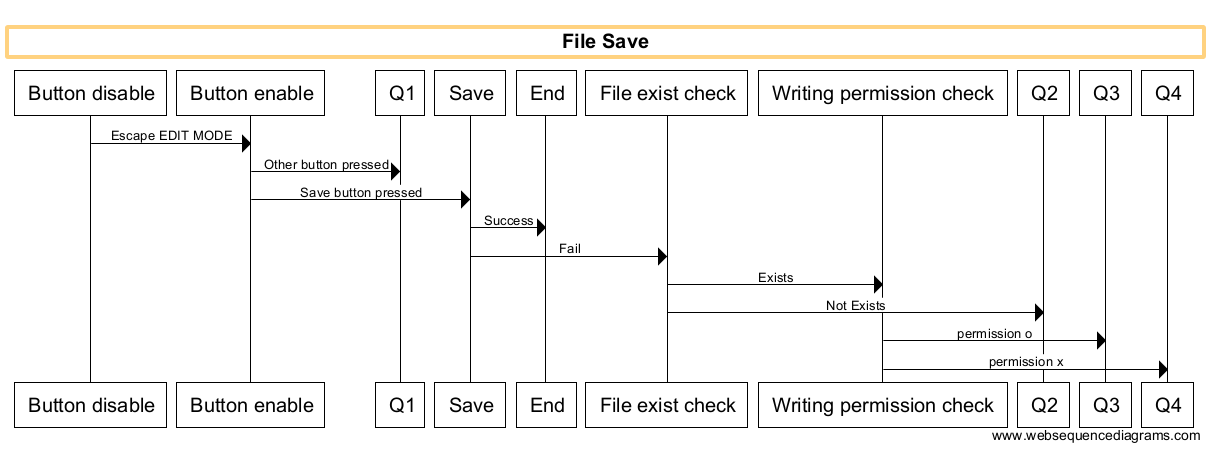 File Save
Button disable Button enable Q1 Save End File exist check Writing permission check Q2 Q3 Q4
Escape EDIT MODE
Other button pressed
Save button pressed
Success
Fail
Exists
Not Exists
permission o
permission x
Button disable Button enable Q1 Save End File exist check Writing permission check Q2 Q3 Q4
www.websequencediagrams.com